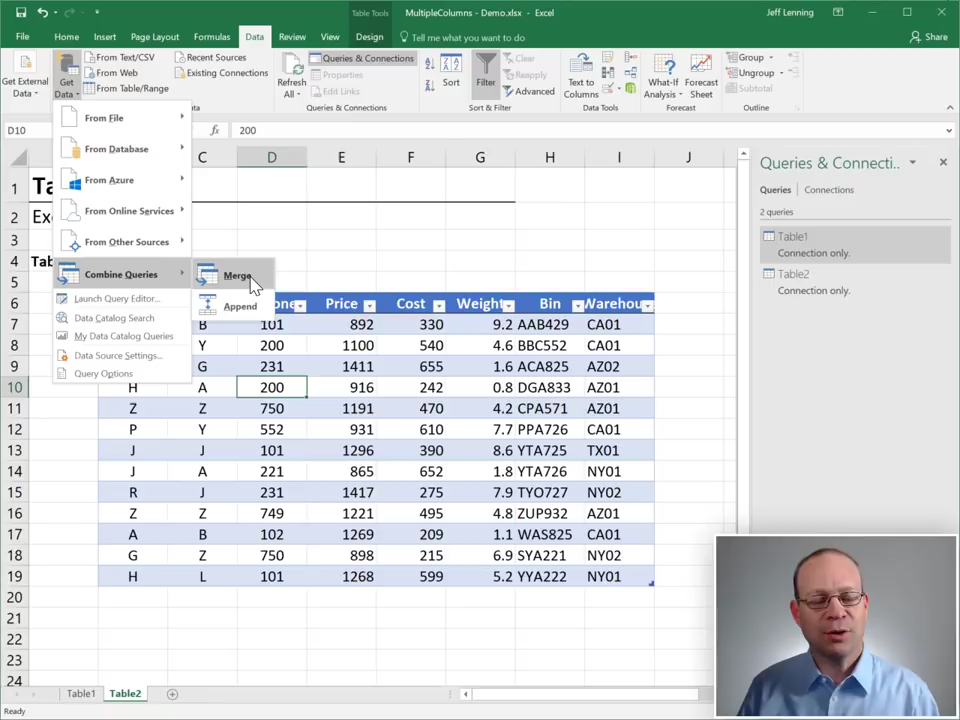 Table Tools
MultipleColumns - Demo.xlsx - Excel
Jeff Lenning
File Home Insert Page Layout Formulas Data Review View Design Tell me what you want to do Share
Get External Data
Get Data
From Text/CSV
From Web
From Table/Range
Recent Sources
Existing Connections
Refresh All
Queries & Connections
Properties
Edit Links
Queries & Connections
Sort
Filter
Clear
Reapply
Advanced
Sort & Filter
Text to Columns
Data Tools
What-If Analysis
Forecast Sheet
Forecast
Group
Ungroup
Subtotal
Outline
D10 fx 200
From File
From Database
From Azure
From Online Services
From Other Sources
Combine Queries
Launch Query Editor...
Data Catalog Search
My Data Catalog Queries
Data Source Settings...
Query Options
Merge
Append
C D E F G H I J
1
2
3
4
5
6 Price Cost Weight Bin
7 B 101 892 330 9.2 AAB429 CA01
8 Y 200 1100 540 4.6 BBC552 CA01
9 G 231 1411 655 1.6 ACA825 AZ02
10 H A 200 916 242 0.8 DGA833 AZ01
11 Z Z 750 1191 470 4.2 CPA571 AZ01
12 P Y 552 931 610 7.7 PPA726 CA01
13 J J 101 1296 390 8.6 YTA725 TX01
14 J A 221 865 652 1.8 YTA726 NY01
15 R J 231 1417 275 7.9 TYO727 NY02
16 Z Z 749 1221 495 4.8 ZUP932 AZ01
17 A B 102 1269 209 1.1 WAS825 CA01
18 G Z 750 898 215 6.9 SYA221 NY02
19 H L 101 1268 599 5.2 YYA222 NY01
20
21
22
23
24
Queries & Connecti..
Queries Connections
2 queries
Table1
Connection only.
Table2
Connection only.
Table1 Table2
Ready